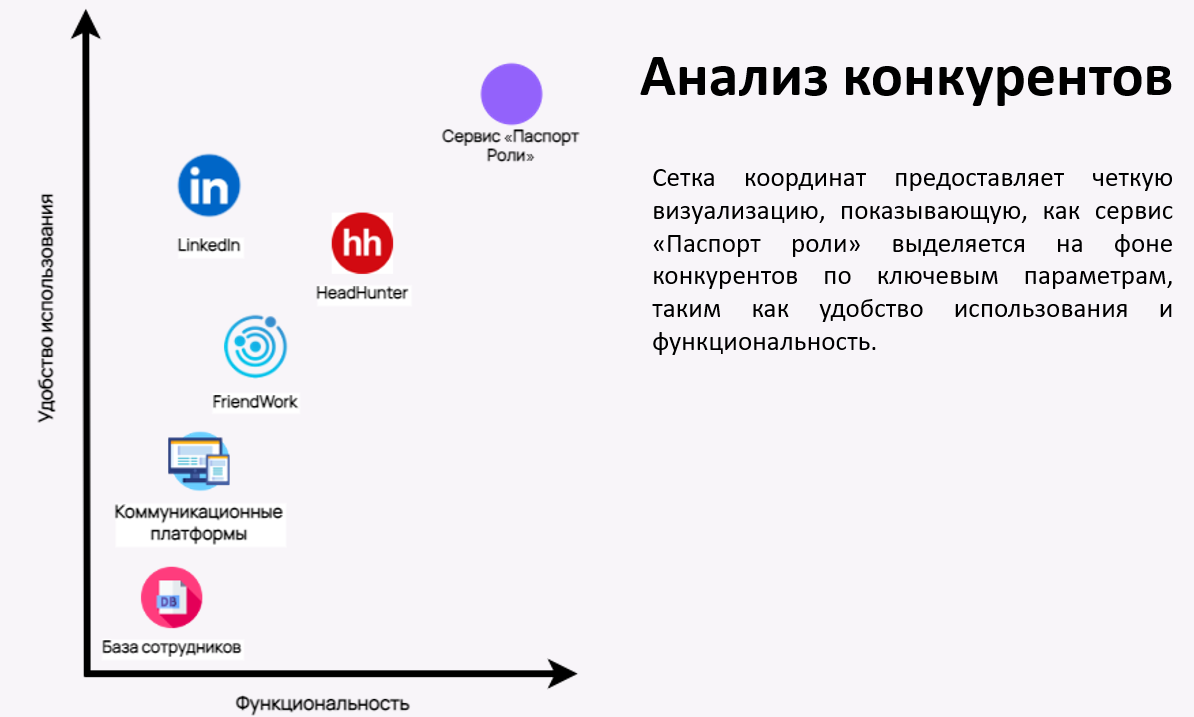 Анализ конкурентов
Сетка координат предоставляет четкую
визуализацию, показывающую, как сервис
«Паспорт роли» выделяется на фоне
конкурентов по ключевым параметрам,
таким как удобство использования и
функциональность.
Удобство использования
Сервис «Паспорт
Роли»
in
LinkedIn
hh
HeadHunter
FriendWork
Коммуникационные
платформы
DB
База сотрудников
Функциональность